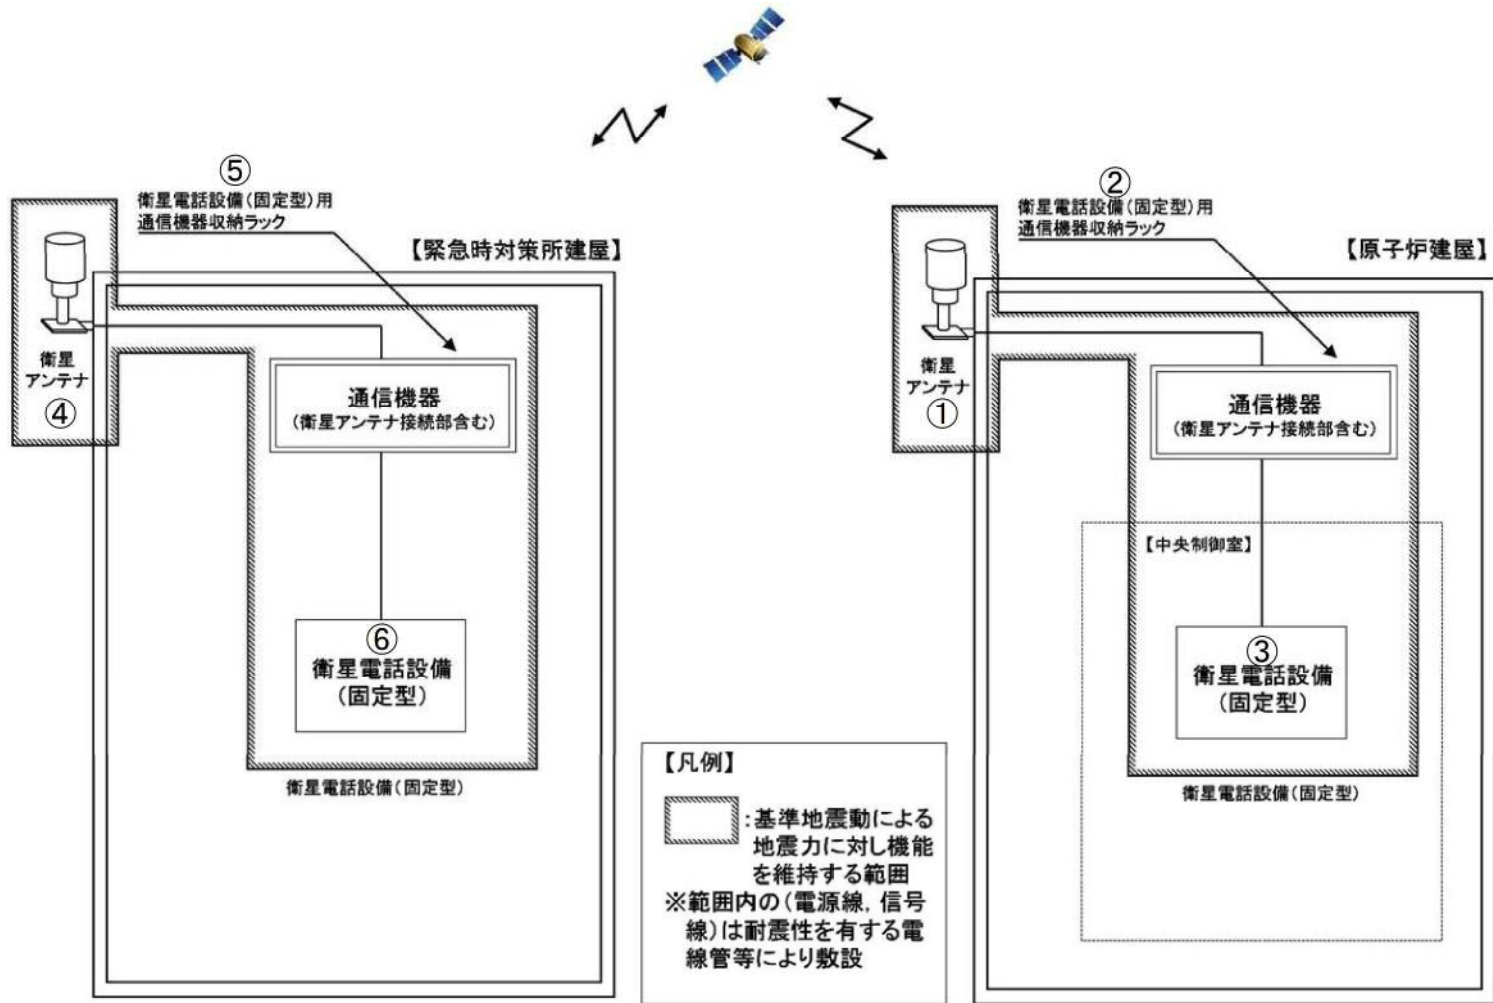 ⑤
衛星電話設備(固定型)用
通信機器収納ラック
【緊急時対策所建屋】
衛星
アンテナ
④
通信機器
(衛星アンテナ接続部含む)
⑥
衛星電話設備
(固定型)
衛星電話設備(固定型)
②
衛星電話設備(固定型)用
通信機器収納ラック
【原子炉建屋】
衛星
アンテナ
①
通信機器
(衛星アンテナ接続部含む)
【中央制御室】
③
衛星電話設備
(固定型)
衛星電話設備(固定型)
【凡例】
:基準地震動による
地震力に対し機能
を維持する範囲
※範囲内の(電源線,信号
線)は耐震性を有する電
線管等により敷設